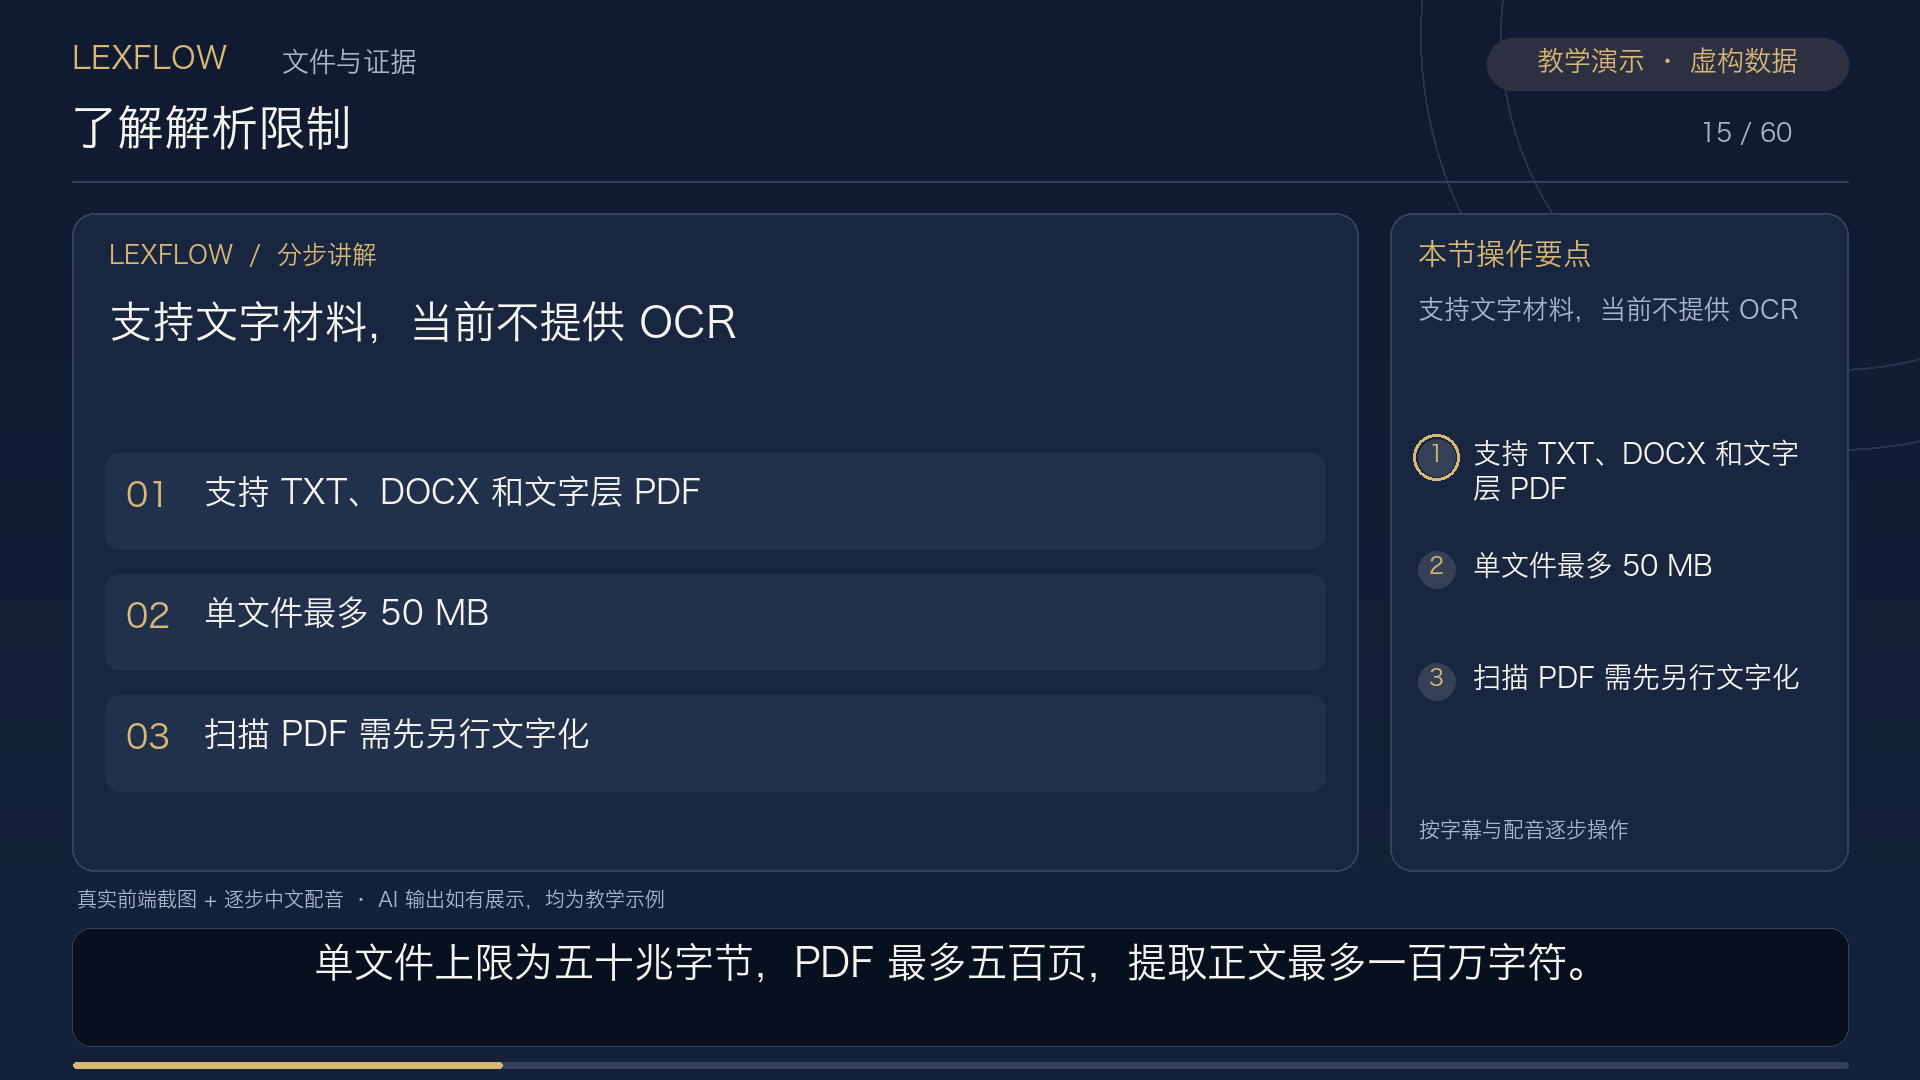 LEXFLOW 文件与证据
教学演示 · 虚构数据
了解解析限制
15 / 60
LEXFLOW / 分步讲解
支持文字材料，当前不提供 OCR
01 支持 TXT、DOCX 和文字层 PDF
02 单文件最多 50 MB
03 扫描 PDF 需先另行文字化
本节操作要点
支持文字材料，当前不提供 OCR
1 支持 TXT、DOCX 和文字
层 PDF
2 单文件最多 50 MB
3 扫描 PDF 需先另行文字化
按字幕与配音逐步操作
真实前端截图 + 逐步中文配音 · AI 输出如有展示，均为教学示例
单文件上限为五十兆字节，PDF 最多五百页，提取正文最多一百万字符。